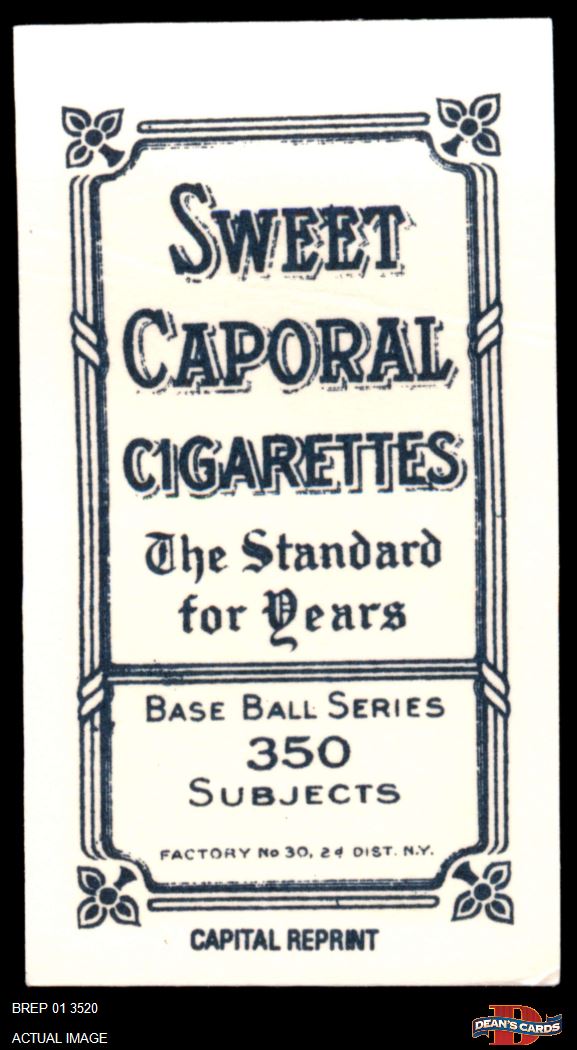 SWEET
CAPORAL
CIGARETTES
The Standard
for Years
BASE BALL SERIES
350
SUBJECTS
FACTORY No 30, 2d DIST. N.Y.
CAPITAL REPRINT
BREP 01 3520
ACTUAL IMAGE
DEAN'S CARDS